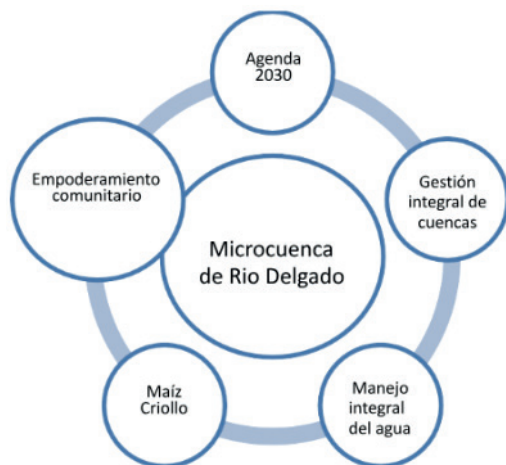 Agenda
2030
Empoderamiento
comunitario
Gestión
integral de
cuencas
Microcuenca
de Rio Delgado
Maíz
Criollo
Manejo
integral
del agua